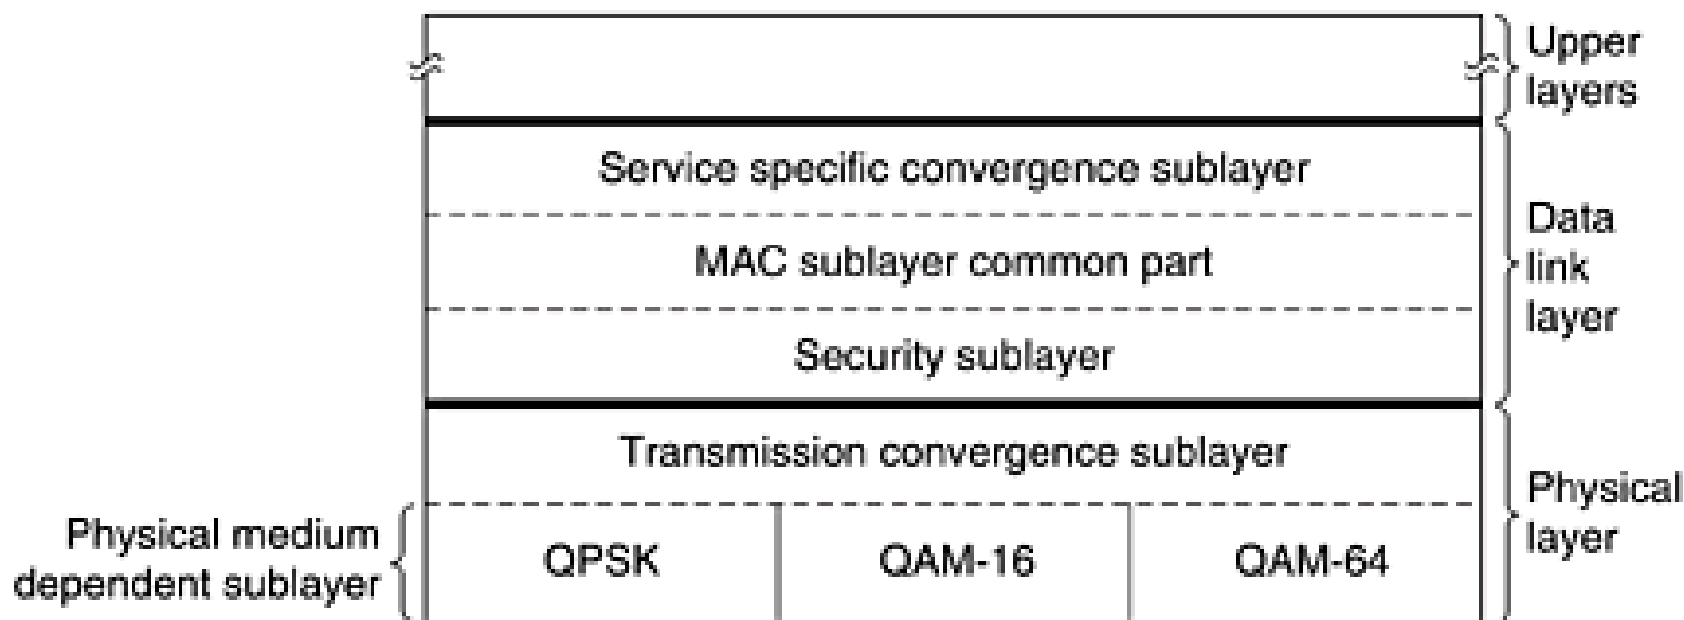 Upper
layers
Service specific convergence sublayer
Data
link
layer
MAC sublayer common part
Security sublayer
Transmission convergence sublayer
Physical
layer
Physical medium
dependent sublayer
QPSK
QAM-16
QAM-64